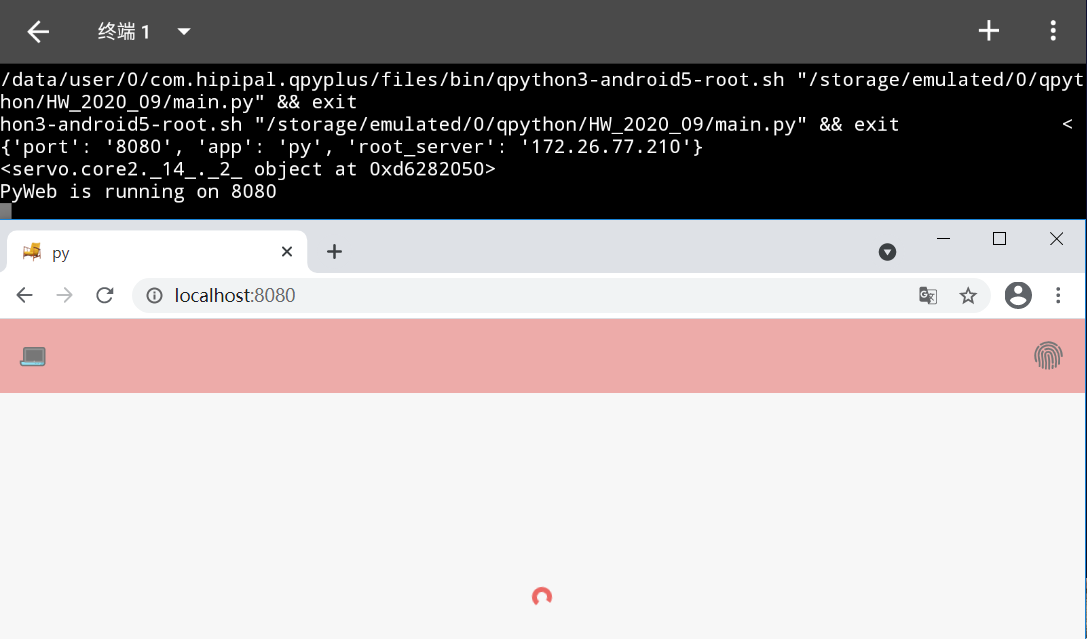 终端 1
/data/user/0/com.hipipal.qpyplus/files/bin/qpython3-android5-root.sh "/storage/emulated/0/qpyt
hon/HW_2020_09/main.py" && exit
hon3-android5-root.sh "/storage/emulated/0/qpython/HW_2020_09/main.py" && exit <
{'port': '8080', 'app': 'py', 'root_server': '172.26.77.210'}
<servo.core2._14_._2_ object at 0xd6282050>
PyWeb is running on 8080
py
localhost:8080